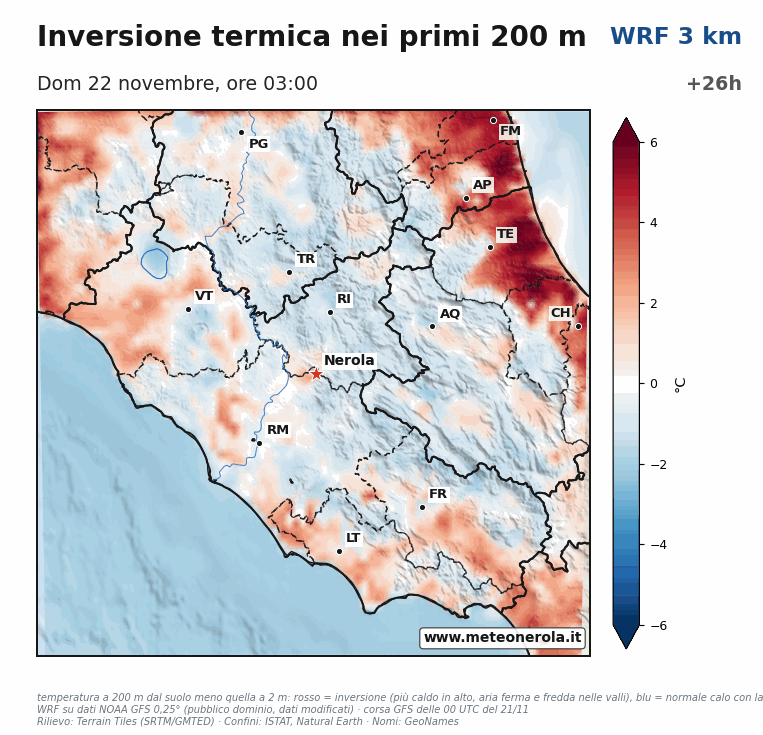 Inversione termica nei primi 200 m WRF 3 km
Dom 22 novembre, ore 03:00 +26h
FM
PG
AP
TE
TR
VT
RI
AQ
CH
Nerola
RM
FR
LT
6
4
2
0
−2
−4
−6
°C
www.meteonerola.it
temperatura a 200 m dal suolo meno quella a 2 m: rosso = inversione (più caldo in alto, aria ferma e fredda nelle valli), blu = normale calo con la
WRF su dati NOAA GFS 0,25° (pubblico dominio, dati modificati) · corsa GFS delle 00 UTC del 21/11
Rilievo: Terrain Tiles (SRTM/GMTED) · Confini: ISTAT, Natural Earth · Nomi: GeoNames